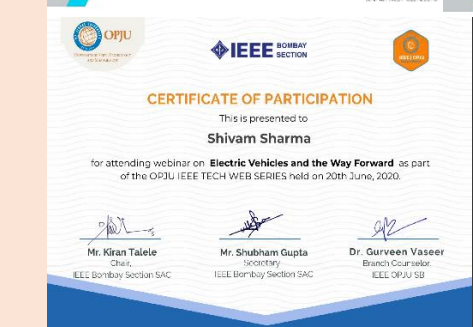 OPJU
IEEE BOMBAY SECTION
CERTIFICATE OF PARTICIPATION
This is presented to
Shivam Sharma
for attending webinar on Electric Vehicles and the Way Forward as part
of the OPJU IEEE TECH WEB SERIES held on 20th June, 2020.
Mr. Kiran Talele
Chair,
IEEE Bombay Section SAC
Mr. Shubham Gupta
Secretary
IEEE Bombay Section SAC
Dr. Gurveen Vaseer
Branch Counselor,
IEEE OPJU SB